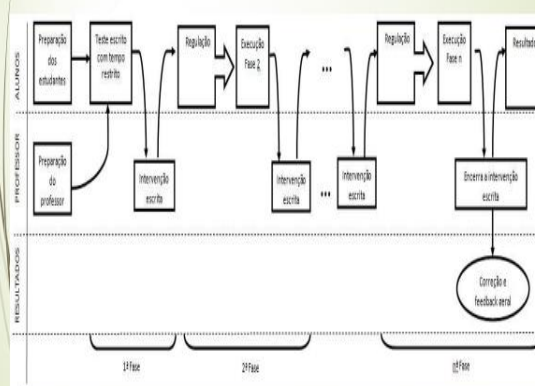 ALUNOS
Preparação
dos
estudantes
Teste escrito
com tempo
restrito
Regulação
Execução
Fase 2
...
Regulação
Execução
Fase n
Resultado
PROFESSOR
Preparação
do
professor
Intervenção
escrita
Intervenção
escrita
...
Intervenção
escrita
Encerra a intervenção
escrita
RESULTADOS
Correção e
feedback aeral
1ª Fase
2ª Fase
nª Fase